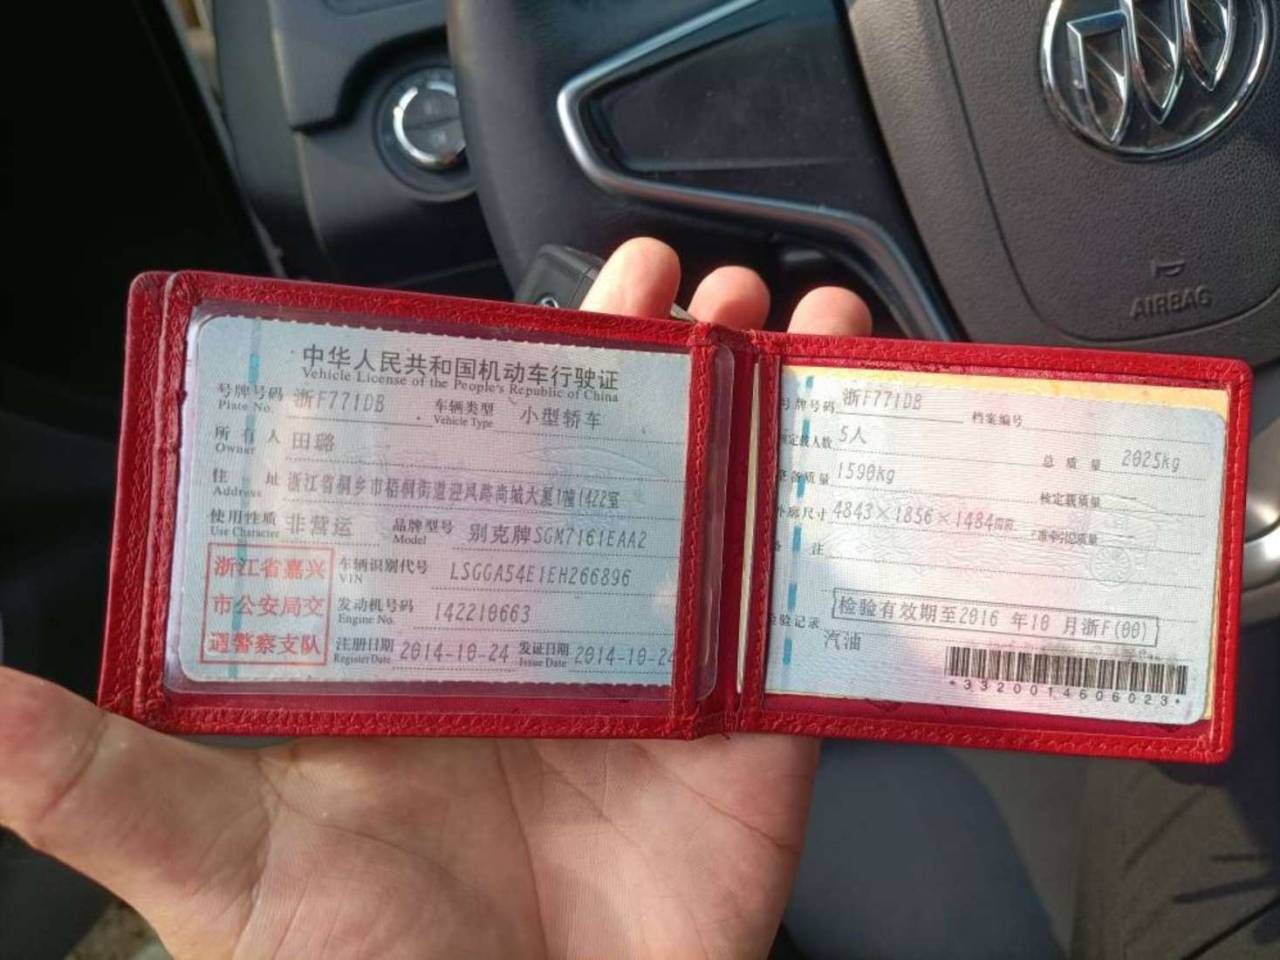 AIRBAG
中华人民共和国机动车行驶证
Vehicle License of the People's Republic of China
号牌号码 浙F771DB 车辆类型 小型轿车
Plate No. Vehicle Type
所有人 田璐
Owner
住址 浙江省桐乡市梧桐街道迎凤路尚城大厦1幢1422室
Address
使用性质 非营运 品牌型号 别克牌SGM7161EAA2
Use Character Model
浙江省嘉兴
市公安局交
通警察支队
车辆识别代号 LSGGA54E1EH266896
VIN
发动机号码 142210663
Engine No.
注册日期 2014-10-24 发证日期 2014-10-24
Register Date Issue Date
号牌号码 浙F771DB 档案编号
核定载人数 5人 总质量 2025kg
整备质量 1590kg 核定载质量 —
外廓尺寸 4843×1856×1484 准牵引总质量 —
备注
检验有效期至2016年10月浙F(00)
检验记录
汽油
*3320014606023*